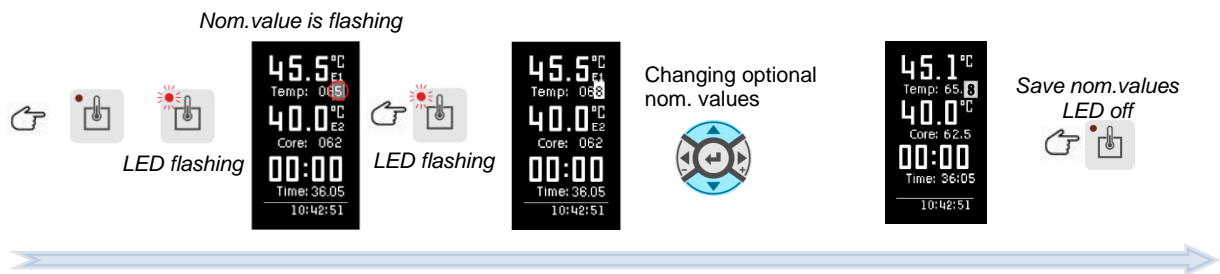 Nom.value is flashing
LED flashing
45.5°C
E1
Temp: 065
40.0°C
E2
Core: 062
00:00
Time: 36.05
10:42:51
LED flashing
45.5°C
E1
Temp: 068
40.0°C
E2
Core: 062
00:00
Time: 36.05
10:42:51
Changing optional
nom. values
- +
45.1°C
Temp: 65.8
40.0°C
Core: 62.5
00:00
Time: 36:05
10:42:51
Save nom.values
LED off